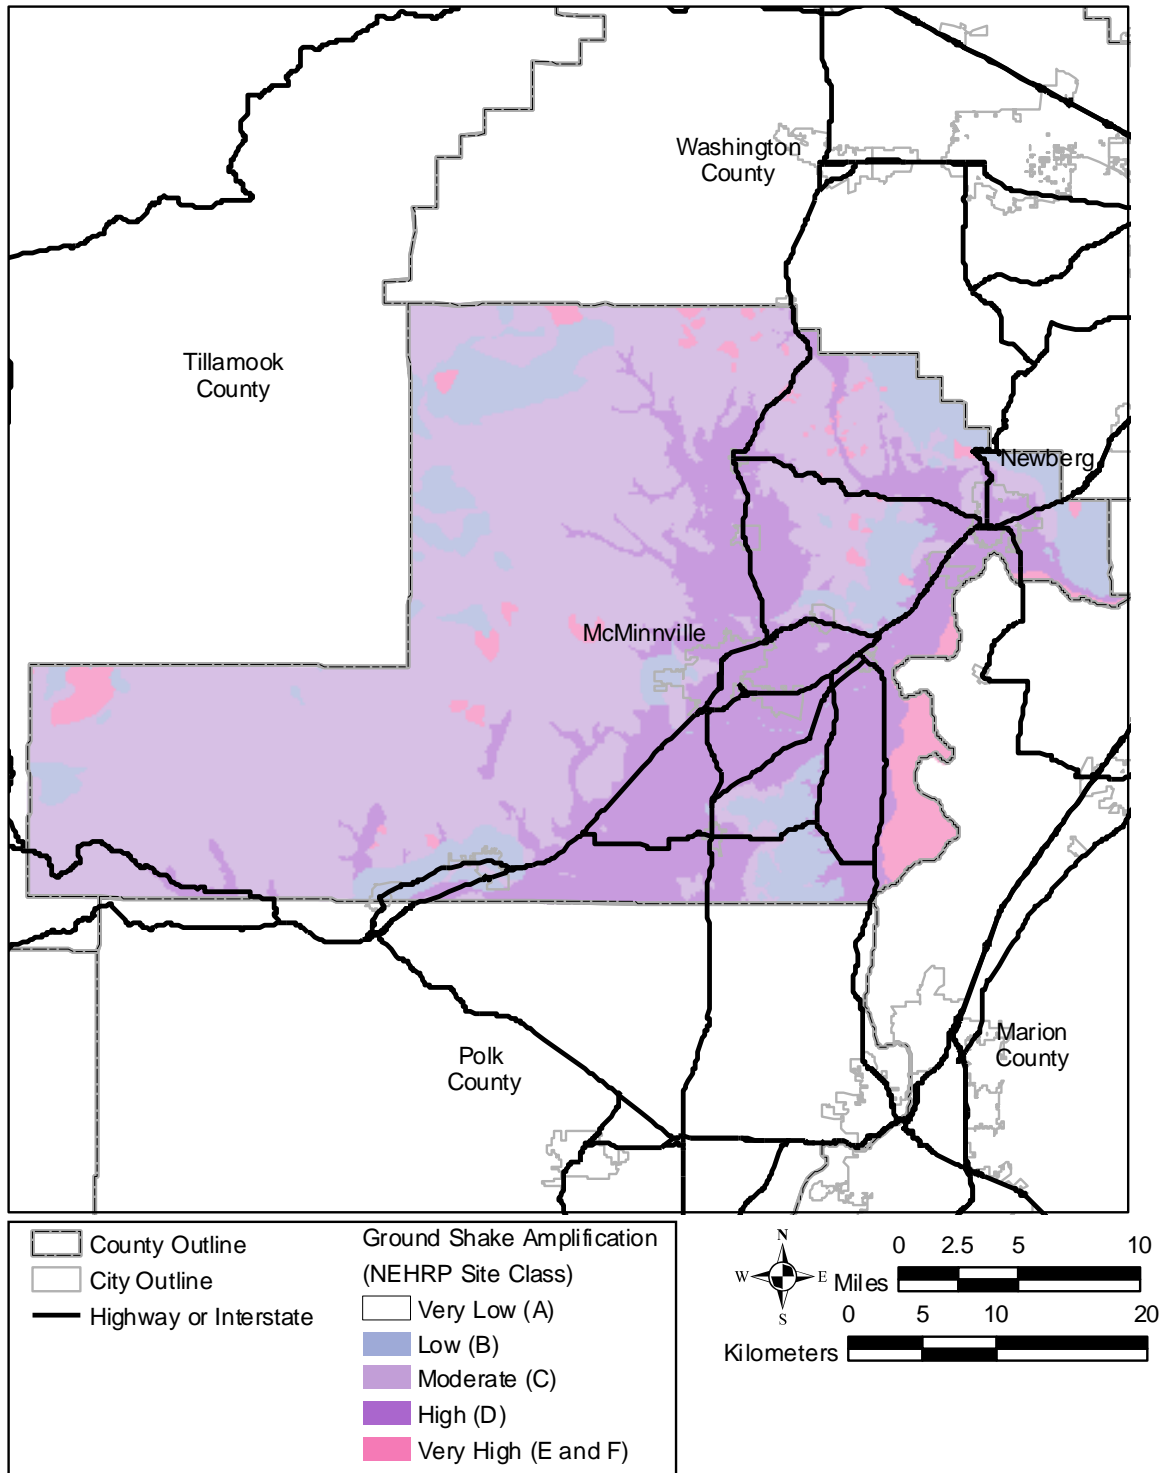 Washington
County
Tillamook
County
Newberg
McMinnville
Polk
County
Marion
County
County Outline
City Outline
Highway or Interstate
Ground Shake Amplification
(NEHRP Site Class)
Very Low (A)
Low (B)
Moderate (C)
High (D)
Very High (E and F)
N
W E
S
0 2.5 5 10
Miles
0 5 10 20
Kilometers